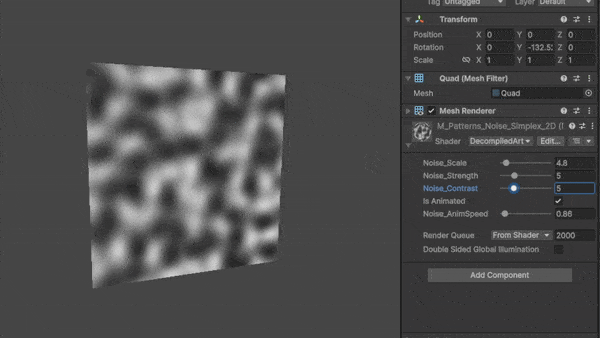 Tag Untagged Layer Default
Transform
Position X 0 Y 0 Z 0
Rotation X 0 Y -132.5 Z 0
Scale X 1 Y 1 Z 1
Quad (Mesh Filter)
Mesh Quad
Mesh Renderer
M_Patterns_Noise_Simplex_2D (
Shader DecompiledArt Edit...
Noise_Scale 4.8
Noise_Strength 5
Noise_Contrast 5
Is Animated
Noise_AnimSpeed 0.86
Render Queue From Shader 2000
Double Sided Global Illumination
Add Component